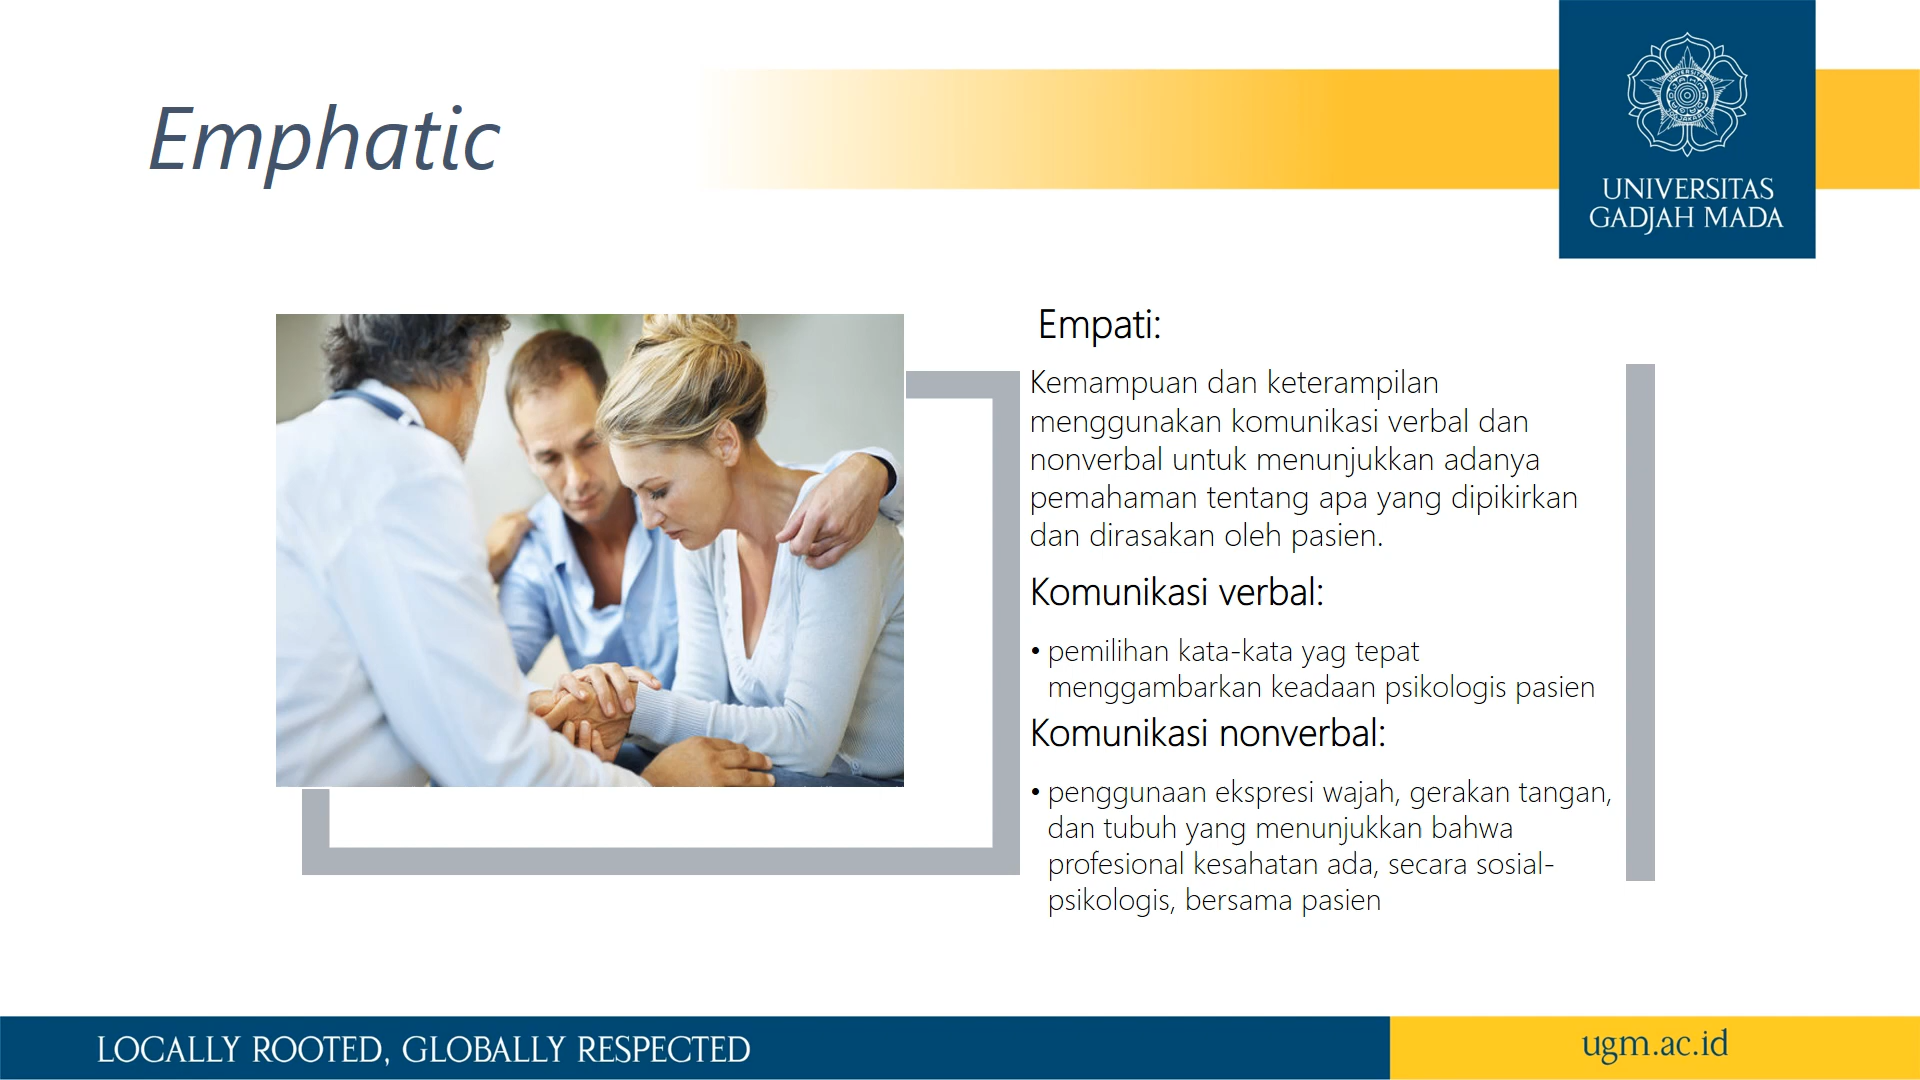 Emphatic
UNIVERSITAS
GADJAH MADA
Empati:
Kemampuan dan keterampilan
menggunakan komunikasi verbal dan
nonverbal untuk menunjukkan adanya
pemahaman tentang apa yang dipikirkan
dan dirasakan oleh pasien.
Komunikasi verbal:
• pemilihan kata-kata yag tepat
menggambarkan keadaan psikologis pasien
Komunikasi nonverbal:
• penggunaan ekspresi wajah, gerakan tangan,
dan tubuh yang menunjukkan bahwa
profesional kesahatan ada, secara sosial-
psikologis, bersama pasien
LOCALLY ROOTED, GLOBALLY RESPECTED
ugm.ac.id